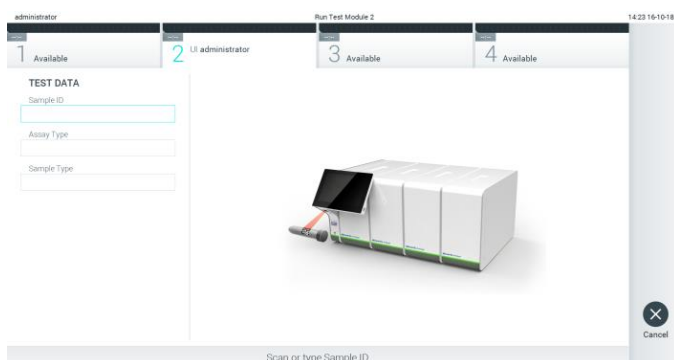 administrator
Run Test Module 2
14:23 16-10-18
--:--
1 Available
--:--
2 UI administrator
--:--
3 Available
--:--
4 Available
TEST DATA
Sample ID
Assay Type
Sample Type
Cancel
Scan or type Sample ID